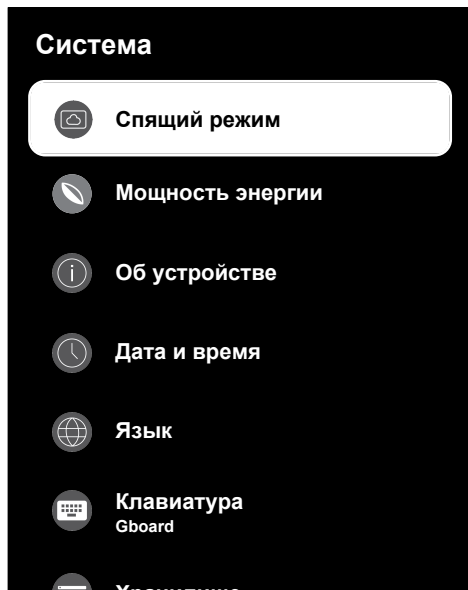 Система
Спящий режим
Мощность энергии
Об устройстве
Дата и время
Язык
Клавиатура
Gboard